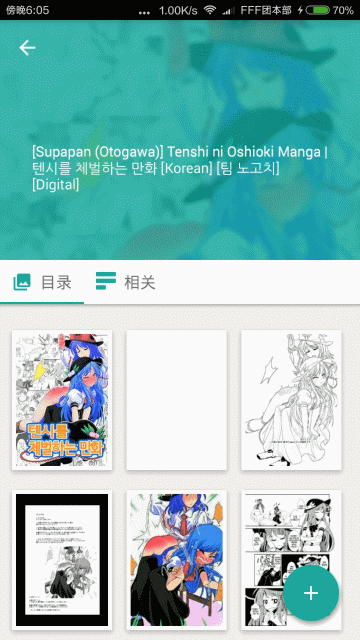 傍晚6:05 ... 1.00K/s FFF团本部 70%
[Supapan (Otogawa)] Tenshi ni Oshioki Manga |
텐시를 체벌하는 만화 [Korean] [팀 노고치]
[Digital]
目录 相关
텐시를
체벌하는 만화